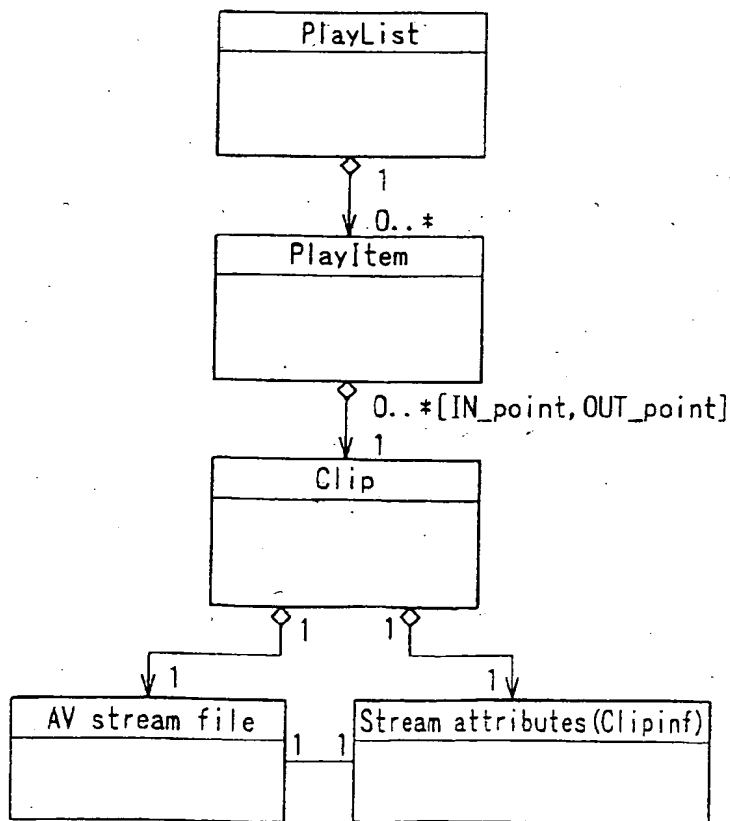 PlayList
1
0..*
PlayItem
0..*[IN_point,OUT_point]
1
Clip
1 1
1 1
AV stream file
Stream attributes(Clipinf)
1 1